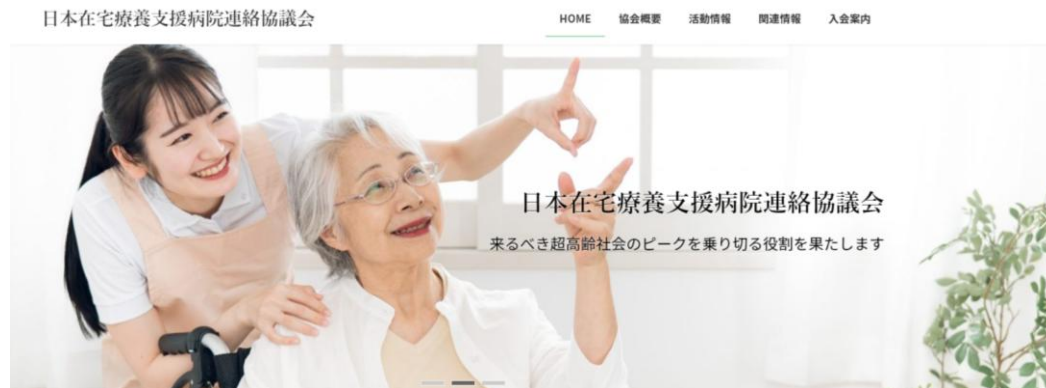 日本在宅療養支援病院連絡協議会
HOME 協会概要 活動情報 関連情報 入会案内
日本在宅療養支援病院連絡協議会
来るべき超高齢社会のピークを乗り切る役割を果たします